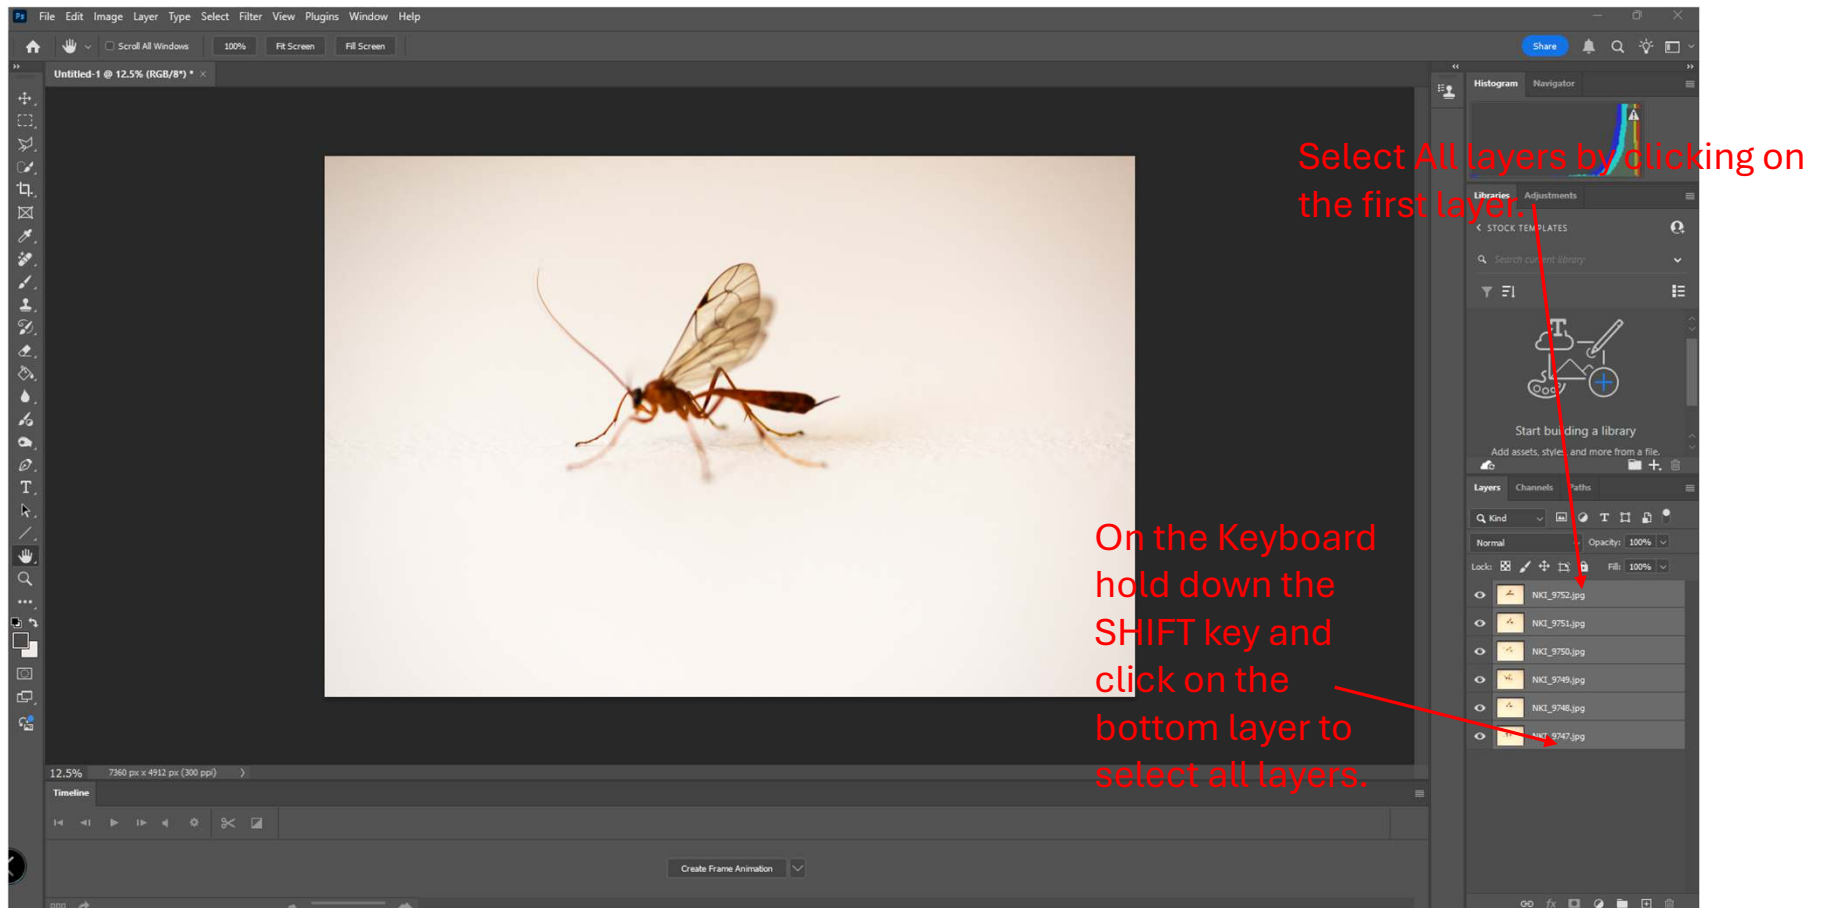 Ps File Edit Image Layer Type Select Filter View Plugins Window Help
Scroll All Windows 100% Fit Screen Fill Screen Share
Untitled-1 @ 12.5% (RGB/8*) * ×
Histogram Navigator
Select All layers by clicking on
the first layer.
Libraries Adjustments
< STOCK TEMPLATES
Search current library
Start building a library
Add assets, styles, and more from a file.
Layers Channels Paths
Kind
Normal Opacity: 100%
Lock: Fill: 100%
NKI_9752.jpg
NKI_9751.jpg
NKI_9750.jpg
NKI_9749.jpg
NKI_9748.jpg
NKI_9747.jpg
On the Keyboard
hold down the
SHIFT key and
click on the
bottom layer to
select all layers.
12.5% 7360 px x 4912 px (300 ppi)
Timeline
Create Frame Animation
fx